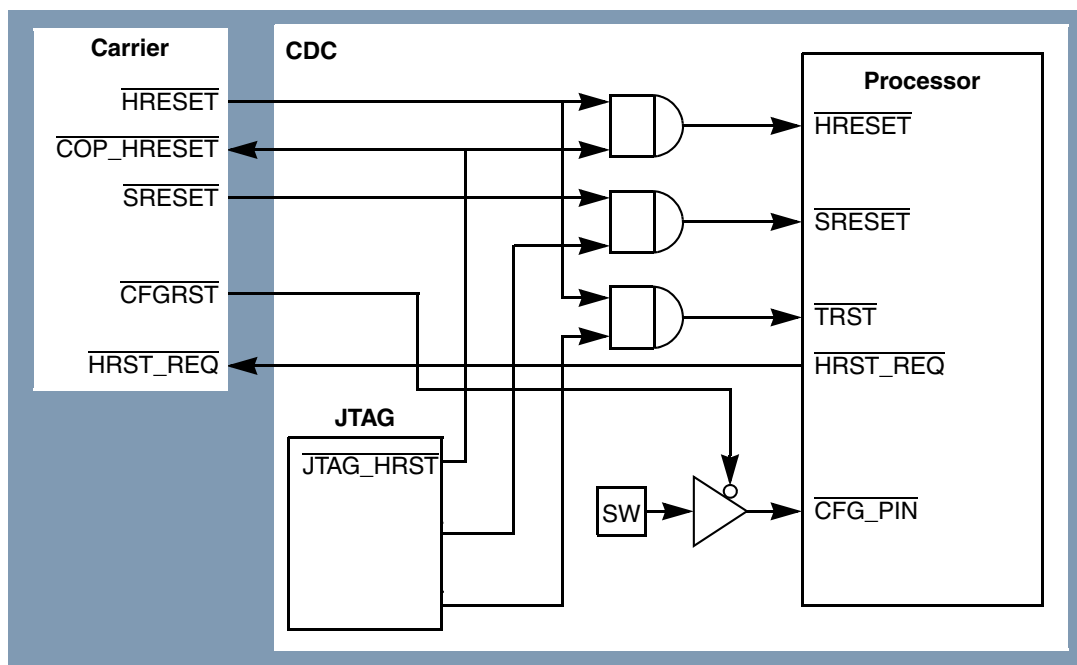 Carrier
HRESET
COP_HRESET
SRESET
CFGRST
HRST_REQ
CDC
JTAG
JTAG_HRST
SW
Processor
HRESET
SRESET
TRST
HRST_REQ
CFG_PIN